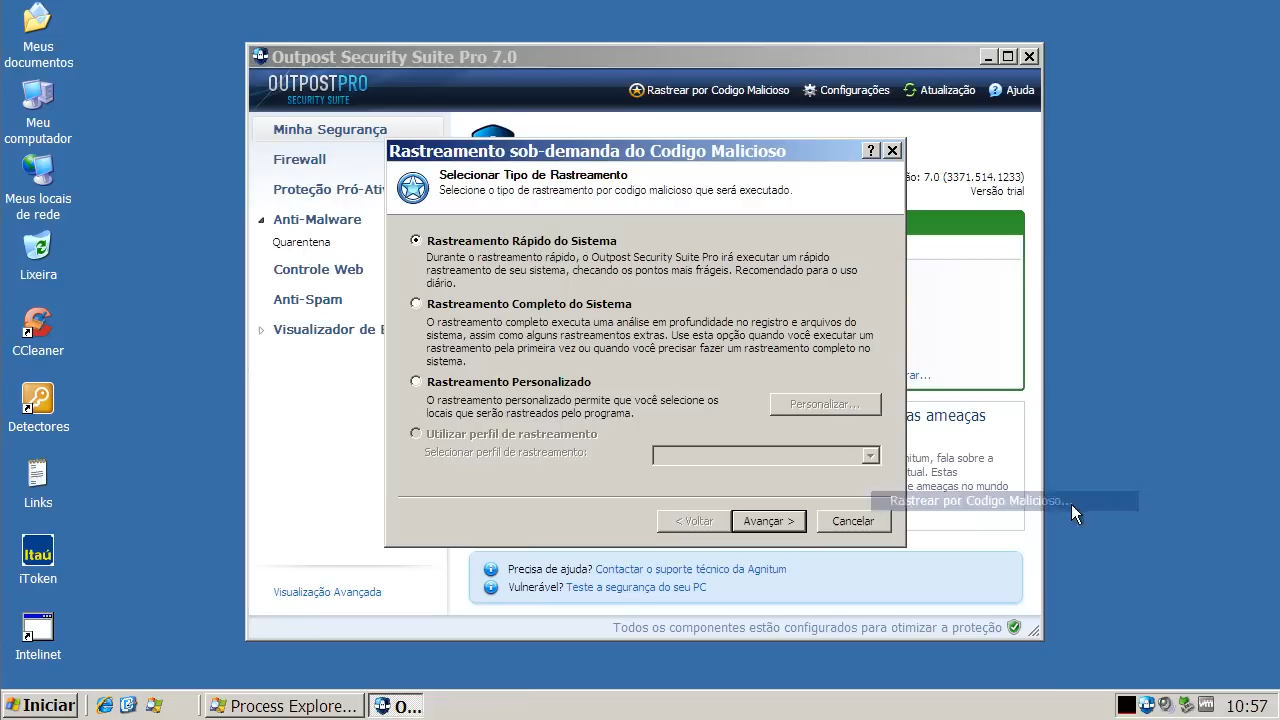 Meus
documentos
Meu
computador
Meus locais
de rede
Lixeira
CCleaner
Detectores
Links
Itaú
iToken
Intelinet
Outpost Security Suite Pro 7.0
OUTPOSTPRO
SECURITY SUITE
Rastrear por Codigo Malicioso
Configurações
Atualização
Ajuda
Minha Segurança
Firewall
Proteção Pró-Ati
Anti-Malware
Quarentena
Controle Web
Anti-Spam
Visualizador de E
Visualização Avançada
ão: 7.0 (3371.514.1233)
Versão trial
rar...
as ameaças
gnitum, fala sobre a
tual. Estas
e ameaças no mundo
Rastreamento sob-demanda do Codigo Malicioso
Selecionar Tipo de Rastreamento
Selecione o tipo de rastreamento por codigo malicioso que será executado.
Rastreamento Rápido do Sistema
Durante o rastreamento rápido, o Outpost Security Suite Pro irá executar um rápido
rastreamento de seu sistema, checando os pontos mais frágeis. Recomendado para o uso
diário.
Rastreamento Completo do Sistema
O rastreamento completo executa uma análise em profundidade no registro e arquivos do
sistema, assim como alguns rastreamentos extras. Use esta opção quando você executar um
rastreamento pela primeira vez ou quando você precisar fazer um rastreamento completo no
sistema.
Rastreamento Personalizado
O rastreamento personalizado permite que você selecione os
locais que serão rastreados pelo programa.
Personalizar...
Utilizar perfil de rastreamento
Selecionar perfil de rastreamento:
Rastrear por Codigo Malicioso...
< Voltar
Avançar >
Cancelar
Precisa de ajuda? Contactar o suporte técnico da Agnitum
Vulnerável? Teste a segurança do seu PC
Todos os componentes estão configurados para otimizar a proteção
Iniciar
Process Explore...
O...
10:57